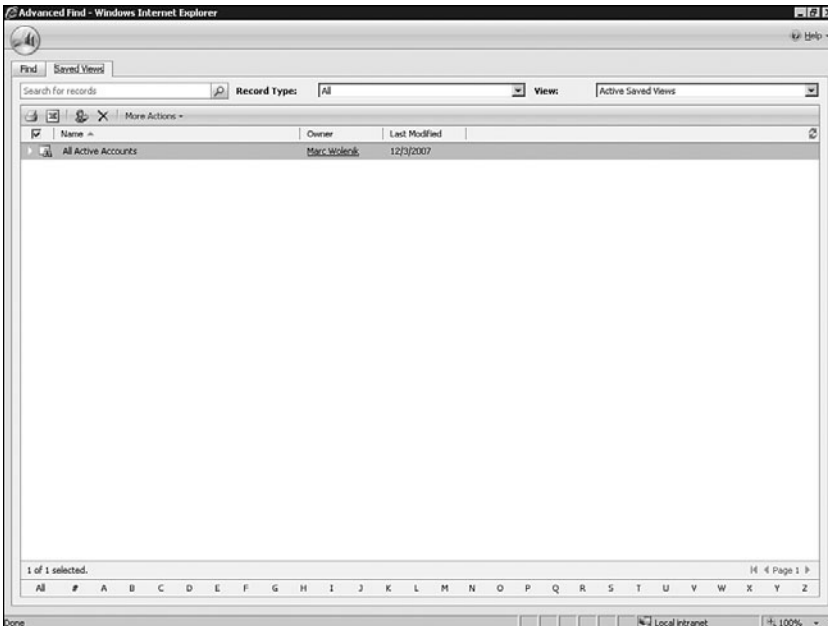 Advanced Find - Windows Internet Explorer
Help
Find Saved Views
Search for records Record Type: All View: Active Saved Views
More Actions
Name Owner Last Modified
All Active Accounts Marc Wolenik 12/3/2007
1 of 1 selected. Page 1
All # A B C D E F G H I J K L M N O P Q R S T U V W X Y Z
Done Local intranet 100%